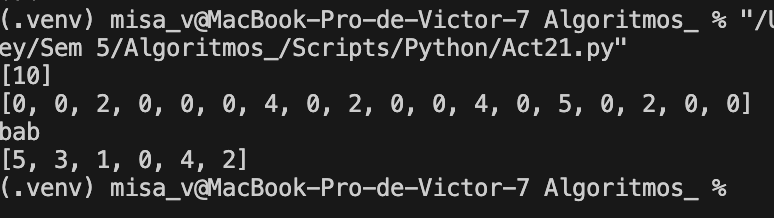 (.venv) misa_v@MacBook-Pro-de-Victor-7 Algoritmos_ % "/U
ey/Sem 5/Algoritmos_/Scripts/Python/Act21.py"
[10]
[0, 0, 2, 0, 0, 0, 4, 0, 2, 0, 0, 4, 0, 5, 0, 2, 0, 0]
bab
[5, 3, 1, 0, 4, 2]
(.venv) misa_v@MacBook-Pro-de-Victor-7 Algoritmos_ %